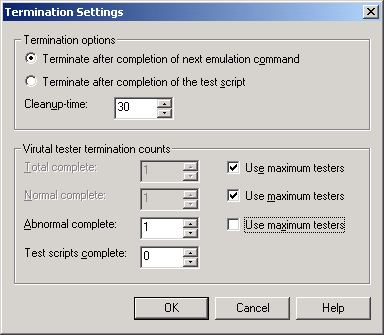 Termination Settings
Termination options
Terminate after completion of next emulation command
Terminate after completion of the test script
Cleanup-time: 30
Virutal tester termination counts
Total complete: 1 Use maximum testers
Normal complete: 1 Use maximum testers
Abnormal complete: 1 Use maximum testers
Test scripts complete: 0
OK Cancel Help